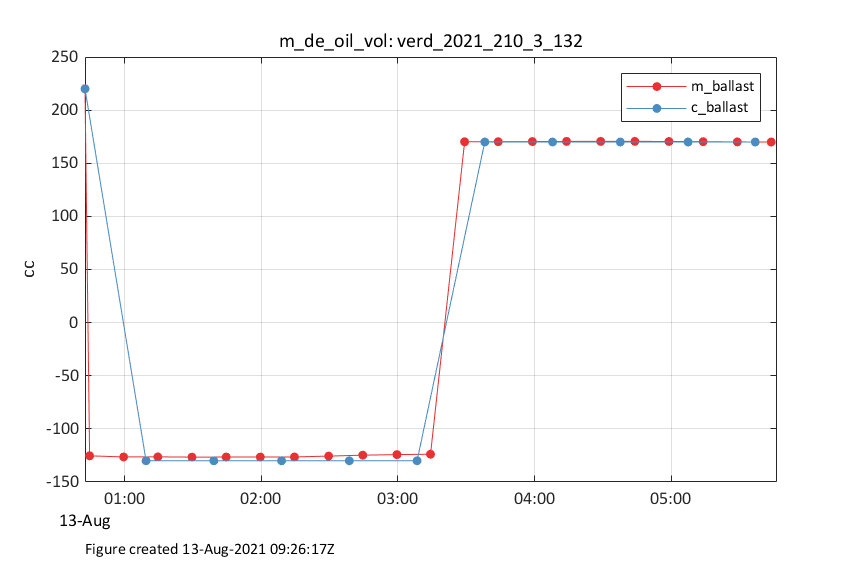 m_de_oil_vol: verd_2021_210_3_132
250
200
150
100
50
0
-50
-100
-150
cc
m_ballast
c_ballast
01:00 02:00 03:00 04:00 05:00
13-Aug
Figure created 13-Aug-2021 09:26:17Z